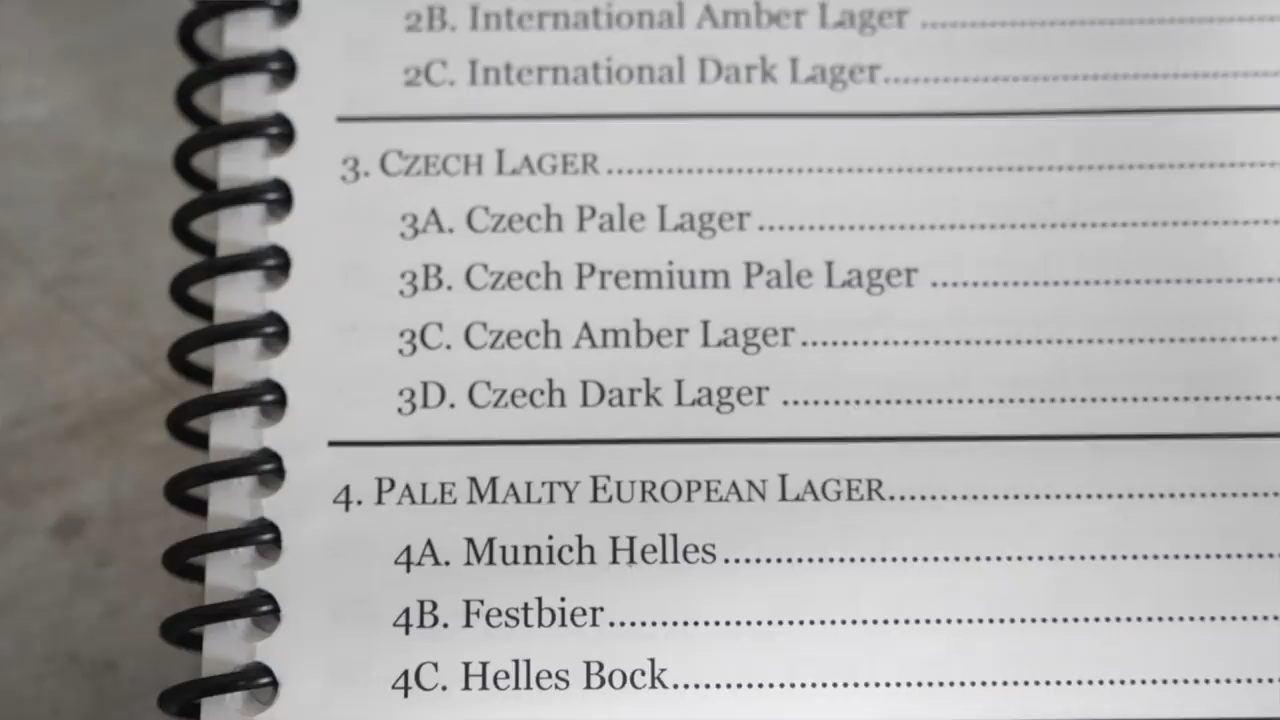 2B. International Amber Lager ..........................
2C. International Dark Lager..........................
3. CZECH LAGER..........................
3A. Czech Pale Lager..........................
3B. Czech Premium Pale Lager ..........................
3C. Czech Amber Lager..........................
3D. Czech Dark Lager ..........................
4. PALE MALTY EUROPEAN LAGER..........................
4A. Munich Helles..........................
4B. Festbier..........................
4C. Helles Bock..........................